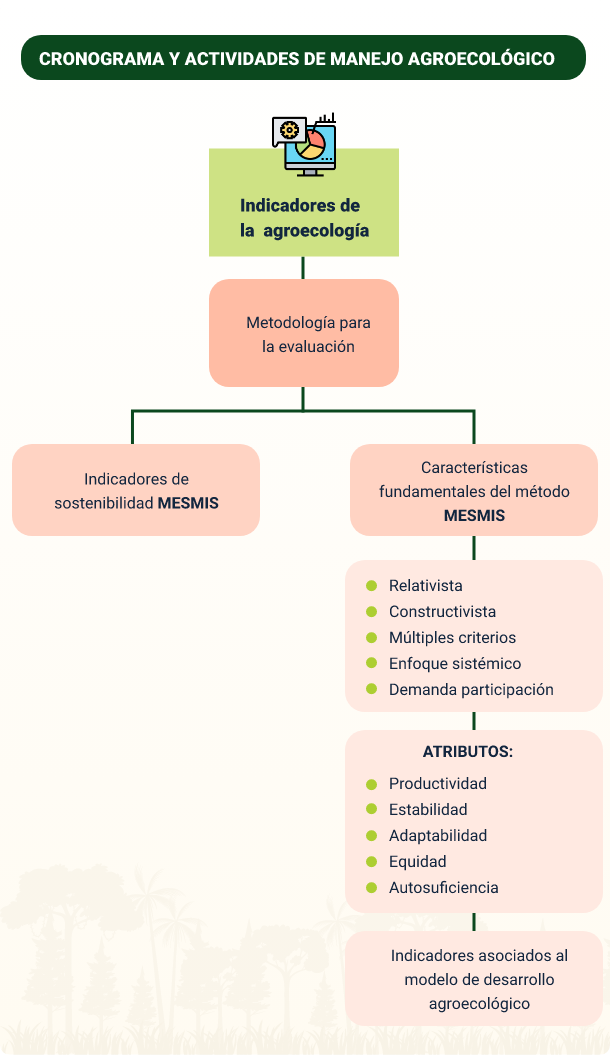 CRONOGRAMA Y ACTIVIDADES DE MANEJO AGROECOLÓGICO
Indicadores de
la agroecología
Metodología para
la evaluación
Indicadores de
sostenibilidad MESMIS
Características
fundamentales del método
MESMIS
Relativista
Constructivista
Múltiples criterios
Enfoque sistémico
Demanda participación
ATRIBUTOS:
Productividad
Estabilidad
Adaptabilidad
Equidad
Autosuficiencia
Indicadores asociados al
modelo de desarrollo
agroecológico